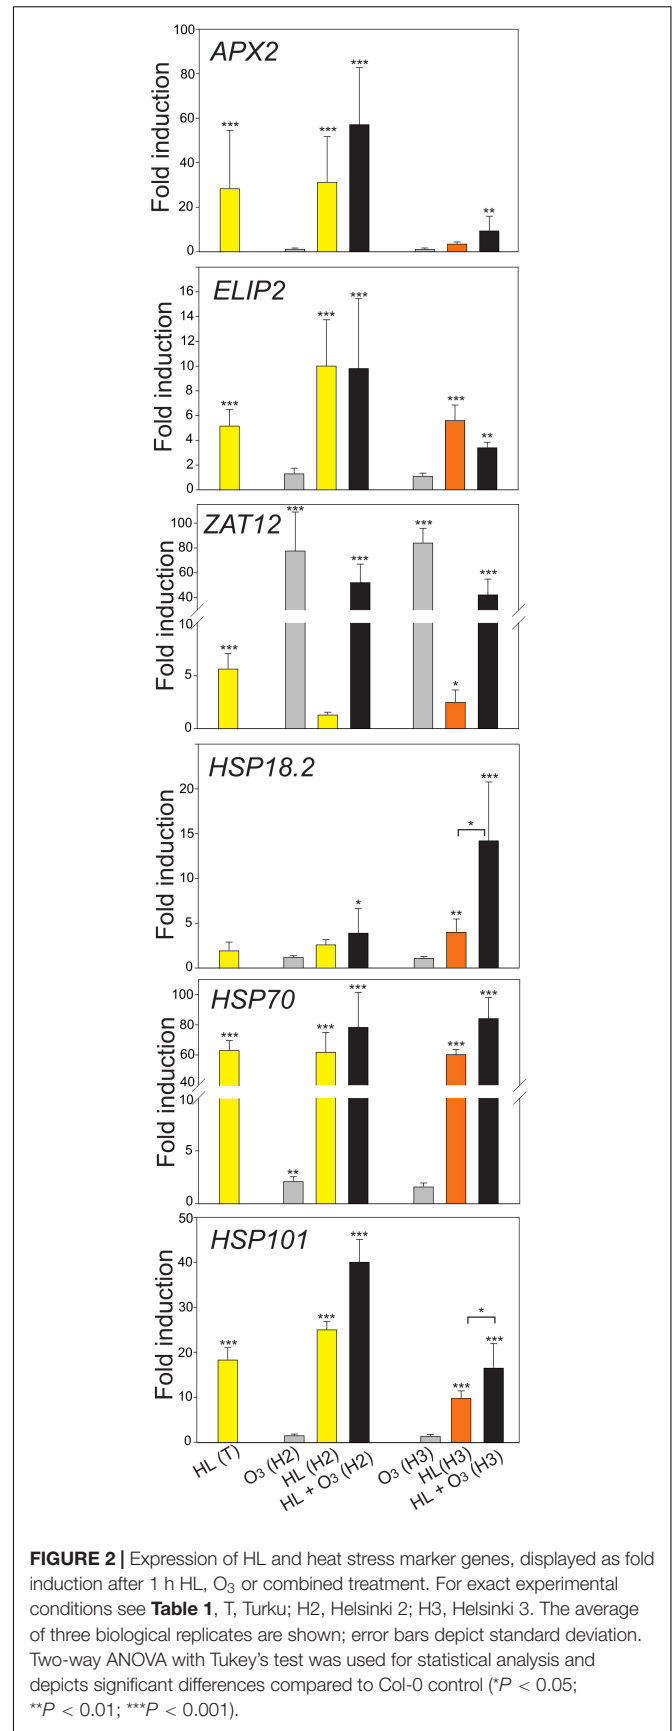 100
APX2
***
80
***
***
60
Fold induction
40
**
20
0
ELIP2
16
***
***
14
12
Fold induction
10
***
***
8
6
**
4
2
0
ZAT12
***
100
***
80
***
***
60
40
Fold induction
10
***
*
5
0
HSP18.2
***
20
*
15
Fold induction
*
**
10
5
0
HSP70
100
***
***
80
***
***
***
60
40
Fold induction
10
**
5
0
50
HSP101
***
40
Fold induction
***
*
30
***
***
20
***
10
0
HL (T)
O3 (H2)
HL (H2)
HL + O3 (H2)
O3 (H3)
HL(H3)
HL + O3 (H3)
FIGURE 2 | Expression of HL and heat stress marker genes, displayed as fold
induction after 1 h HL, O3 or combined treatment. For exact experimental
conditions see Table 1, T, Turku; H2, Helsinki 2; H3, Helsinki 3. The average
of three biological replicates are shown; error bars depict standard deviation.
Two-way ANOVA with Tukey's test was used for statistical analysis and
depicts significant differences compared to Col-0 control (*P < 0.05;
**P < 0.01; ***P < 0.001).